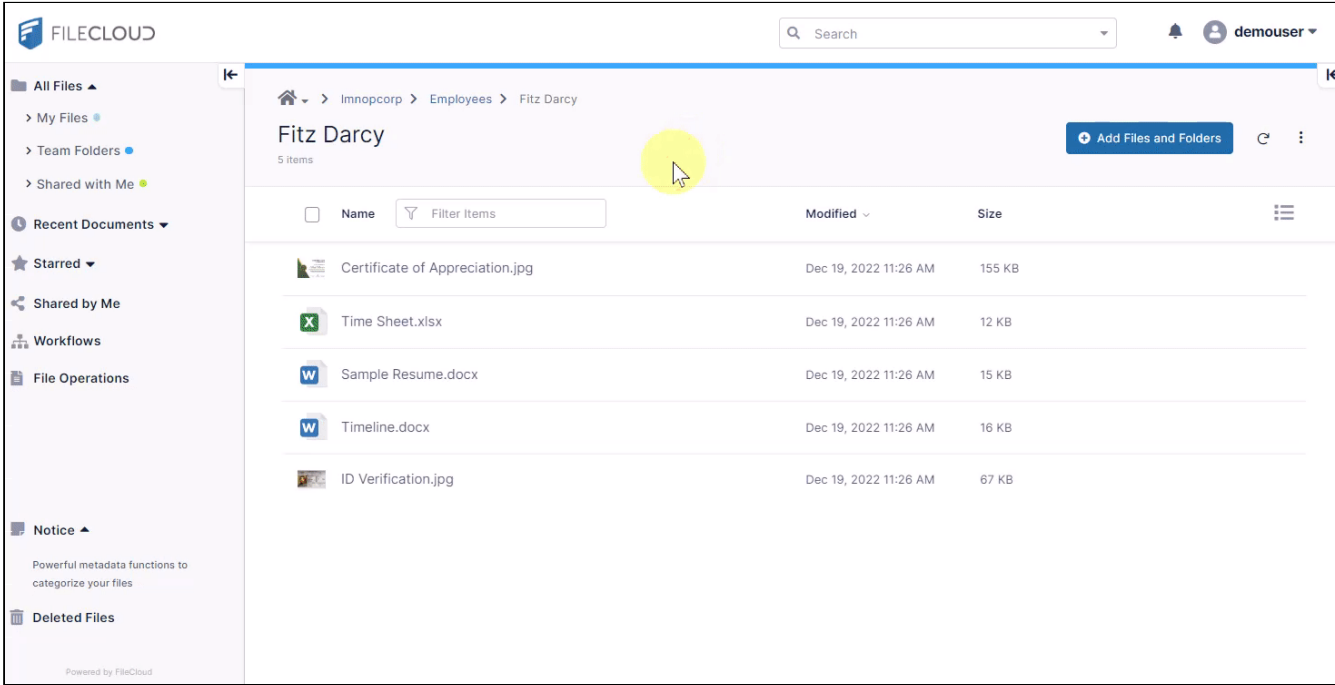 FILECLOUD
Search
demouser
All Files
My Files
Team Folders
Shared with Me
Recent Documents
Starred
Shared by Me
Workflows
File Operations
Notice
Powerful metadata functions to
categorize your files
Deleted Files
Powered by FileCloud
lmnopcorp > Employees > Fitz Darcy
Fitz Darcy
5 items
Add Files and Folders
Name Filter Items Modified Size
Certificate of Appreciation.jpg Dec 19, 2022 11:26 AM 155 KB
Time Sheet.xlsx Dec 19, 2022 11:26 AM 12 KB
Sample Resume.docx Dec 19, 2022 11:26 AM 15 KB
Timeline.docx Dec 19, 2022 11:26 AM 16 KB
ID Verification.jpg Dec 19, 2022 11:26 AM 67 KB